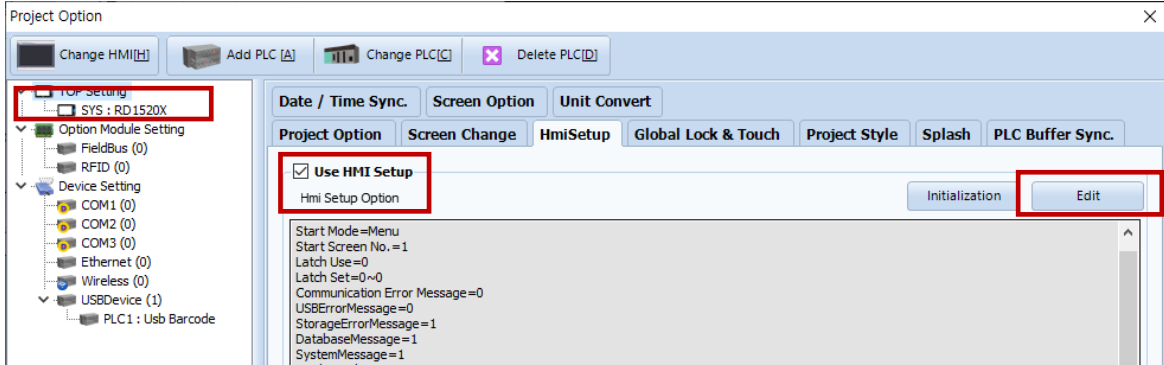 Project Option
Change HMI[H] Add PLC [A] Change PLC[C] Delete PLC[D]
TOP Setting
SYS : RD1520X
Option Module Setting
FieldBus (0)
RFID (0)
Device Setting
COM1 (0)
COM2 (0)
COM3 (0)
Ethernet (0)
Wireless (0)
USBDevice (1)
PLC1 : Usb Barcode
Date / Time Sync. Screen Option Unit Convert
Project Option Screen Change HmiSetup Global Lock & Touch Project Style Splash PLC Buffer Sync.
Use HMI Setup
Hmi Setup Option Initialization Edit
Start Mode=Menu
Start Screen No.=1
Latch Use=0
Latch Set=0~0
Communication Error Message=0
USBErrorMessage=0
StorageErrorMessage=1
DatabaseMessage=1
SystemMessage=1